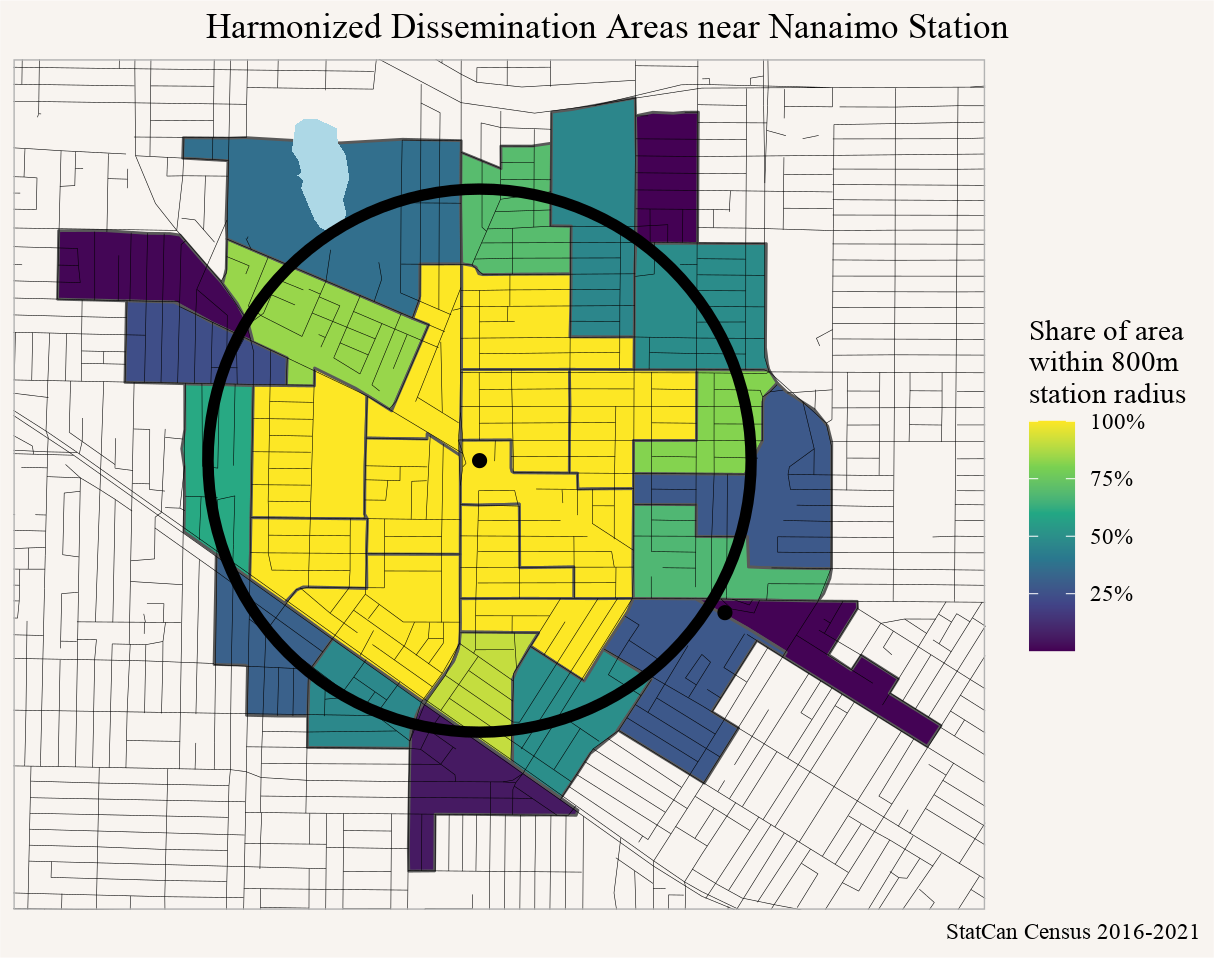 Harmonized Dissemination Areas near Nanaimo Station
Share of area
within 800m
station radius
100%
75%
50%
25%
StatCan Census 2016-2021